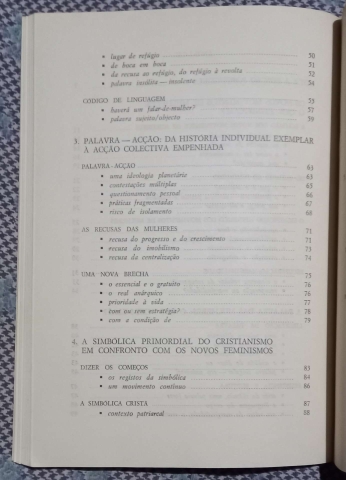 • lugar de refúgio 50
• da boca em boca 51
• da recusa ao refúgio, do refúgio à revolta 52
• palavra insólita — insolente 54
CÓDIGO DE LINGUAGEM 55
• haverá um falar-de-mulher? 57
• palavra sujeito/objecto 59
3. PALAVRA — ACÇÃO: DA HISTÓRIA INDIVIDUAL EXEMPLAR
À ACÇÃO COLECTIVA EMPENHADA
PALAVRA - ACÇÃO 63
• uma ideologia planetária 63
• contestações múltiplas 65
• questionamento pessoal 66
• práticas fragmentadas 67
• risco de isolamento 68
AS RECUSAS DAS MULHERES 71
• recusa do progresso e do crescimento 71
• recusa do imobilismo 73
• recusa da centralização 74
UMA NOVA BRECHA 75
• o essencial e o gratuito 76
• o real anárquico 76
• prioridade à vida 77
• com ou sem estratégia? 78
• com a condição de 79
4. A SIMBÓLICA PRIMORDIAL DO CRISTIANISMO
EM CONFRONTO COM OS NOVOS FEMINISMOS
DIZER OS COMEÇOS 83
• os registos da simbólica 84
• um movimento contínuo 86
A SIMBÓLICA CRISTÃ 87
• contexto patriarcal 88